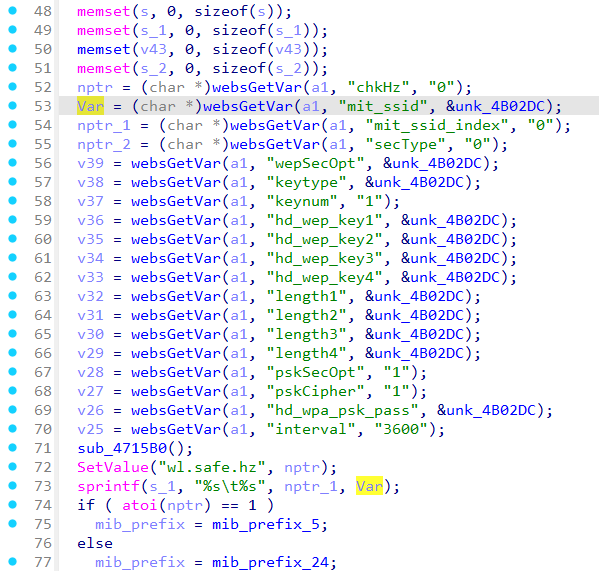 48 memset(s, 0, sizeof(s));
49 memset(s_1, 0, sizeof(s_1));
50 memset(v43, 0, sizeof(v43));
51 memset(s_2, 0, sizeof(s_2));
52 nptr = (char *)websGetVar(a1, "chkHz", "0");
53 Var = (char *)websGetVar(a1, "mit_ssid", &unk_4B02DC);
54 nptr_1 = (char *)websGetVar(a1, "mit_ssid_index", "0");
55 nptr_2 = (char *)websGetVar(a1, "secType", "0");
56 v39 = websGetVar(a1, "wepSecOpt", &unk_4B02DC);
57 v38 = websGetVar(a1, "keytype", &unk_4B02DC);
58 v37 = websGetVar(a1, "keynum", "1");
59 v36 = websGetVar(a1, "hd_wep_key1", &unk_4B02DC);
60 v35 = websGetVar(a1, "hd_wep_key2", &unk_4B02DC);
61 v34 = websGetVar(a1, "hd_wep_key3", &unk_4B02DC);
62 v33 = websGetVar(a1, "hd_wep_key4", &unk_4B02DC);
63 v32 = websGetVar(a1, "length1", &unk_4B02DC);
64 v31 = websGetVar(a1, "length2", &unk_4B02DC);
65 v30 = websGetVar(a1, "length3", &unk_4B02DC);
66 v29 = websGetVar(a1, "length4", &unk_4B02DC);
67 v28 = websGetVar(a1, "pskSecOpt", "1");
68 v27 = websGetVar(a1, "pskCipher", "1");
69 v26 = websGetVar(a1, "hd_wpa_psk_pass", &unk_4B02DC);
70 v25 = websGetVar(a1, "interval", "3600");
71 sub_4715B0();
72 SetValue("wl.safe.hz", nptr);
73 sprintf(s_1, "%s\t%s", nptr_1, Var);
74 if ( atoi(nptr) == 1 )
75 mib_prefix = mib_prefix_5;
76 else
77 mib_prefix = mib_prefix_24;